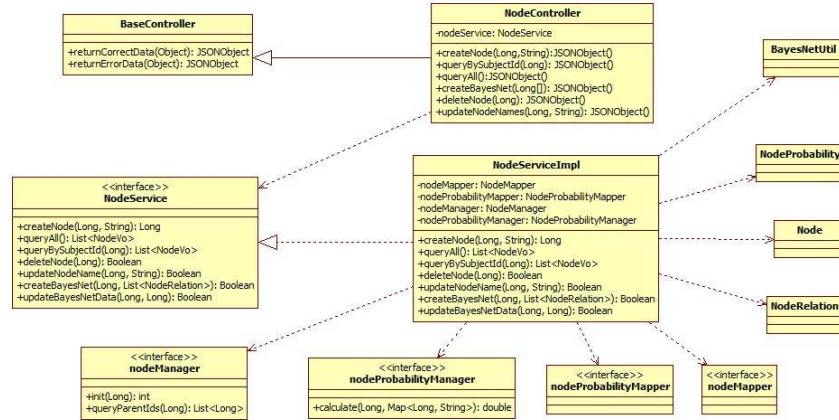 BaseController
+returnCorrectData(Object): JSONObject
+returnErrorData(Object): JSONObject
NodeController
-nodeService: NodeService
+createNode(Long,String):JSONObject()
+queryBySubjectId(Long): JSONObject()
+queryAll():JSONObject()
+createBayesNet(Long[]): JSONObject()
+deleteNode(Long): JSONObject()
+updateNodeNames(Long, String): JSONObject()
BayesNetUtil
<<interface>>
NodeService
+createNode(Long, String): Long
+queryAll(): List<NodeVo>
+queryBySubjectId(Long): List<NodeVo>
+deleteNode(Long): Boolean
+updateNodeName(Long, String): Boolean
+createBayesNet(Long, List<NodeRelation>): Boolean
+updateBayesNetData(Long, Long): Boolean
NodeServiceImpl
-nodeMapper: NodeMapper
-nodeProbabilityMapper: NodeProbabilityMapper
-nodeManager: NodeManager
-nodeProbabilityManager: NodeProbabilityManager
+createNode(Long, String): Long
+queryAll(): List<NodeVo>
+queryBySubjectId(Long): List<NodeVo>
+deleteNode(Long): Boolean
+updateNodeName(Long, String): Boolean
+createBayesNet(Long, List<NodeRelation>): Boolean
+updateBayesNetData(Long, Long): Boolean
NodeProbability
Node
NodeRelation
<<interface>>
nodeManager
+init(Long): int
+queryParentIds(Long): List<Long>
<<interface>>
nodeProbabilityManager
+calculate(Long, Map<Long, String>): double
<<interface>>
nodeProbabilityMapper
<<interface>>
nodeMapper